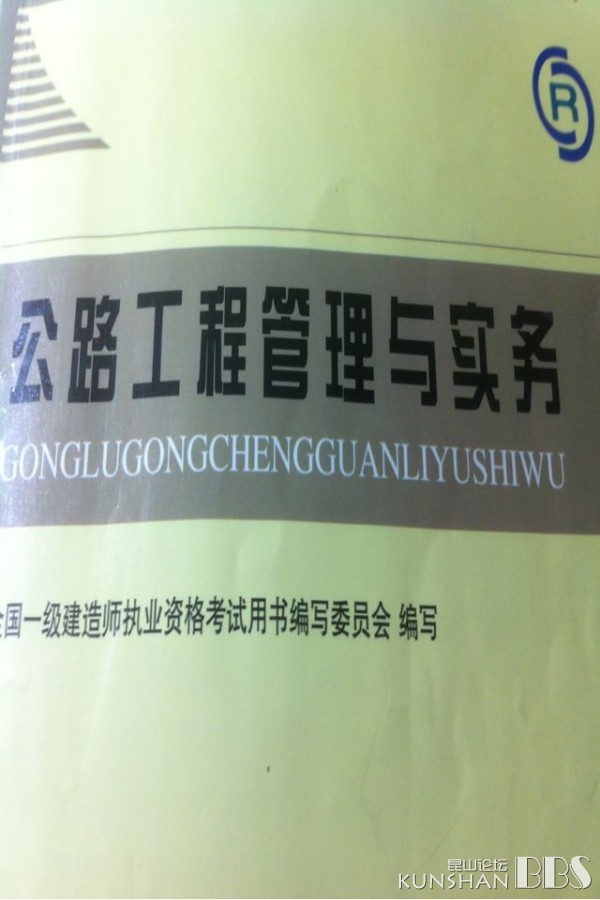 R
公路工程管理与实务
GONGLUGONGCHENGGUANLIYUSHIWU
全国一级建造师执业资格考试用书编写委员会 编写
昆山论坛
KUNSHAN BBS